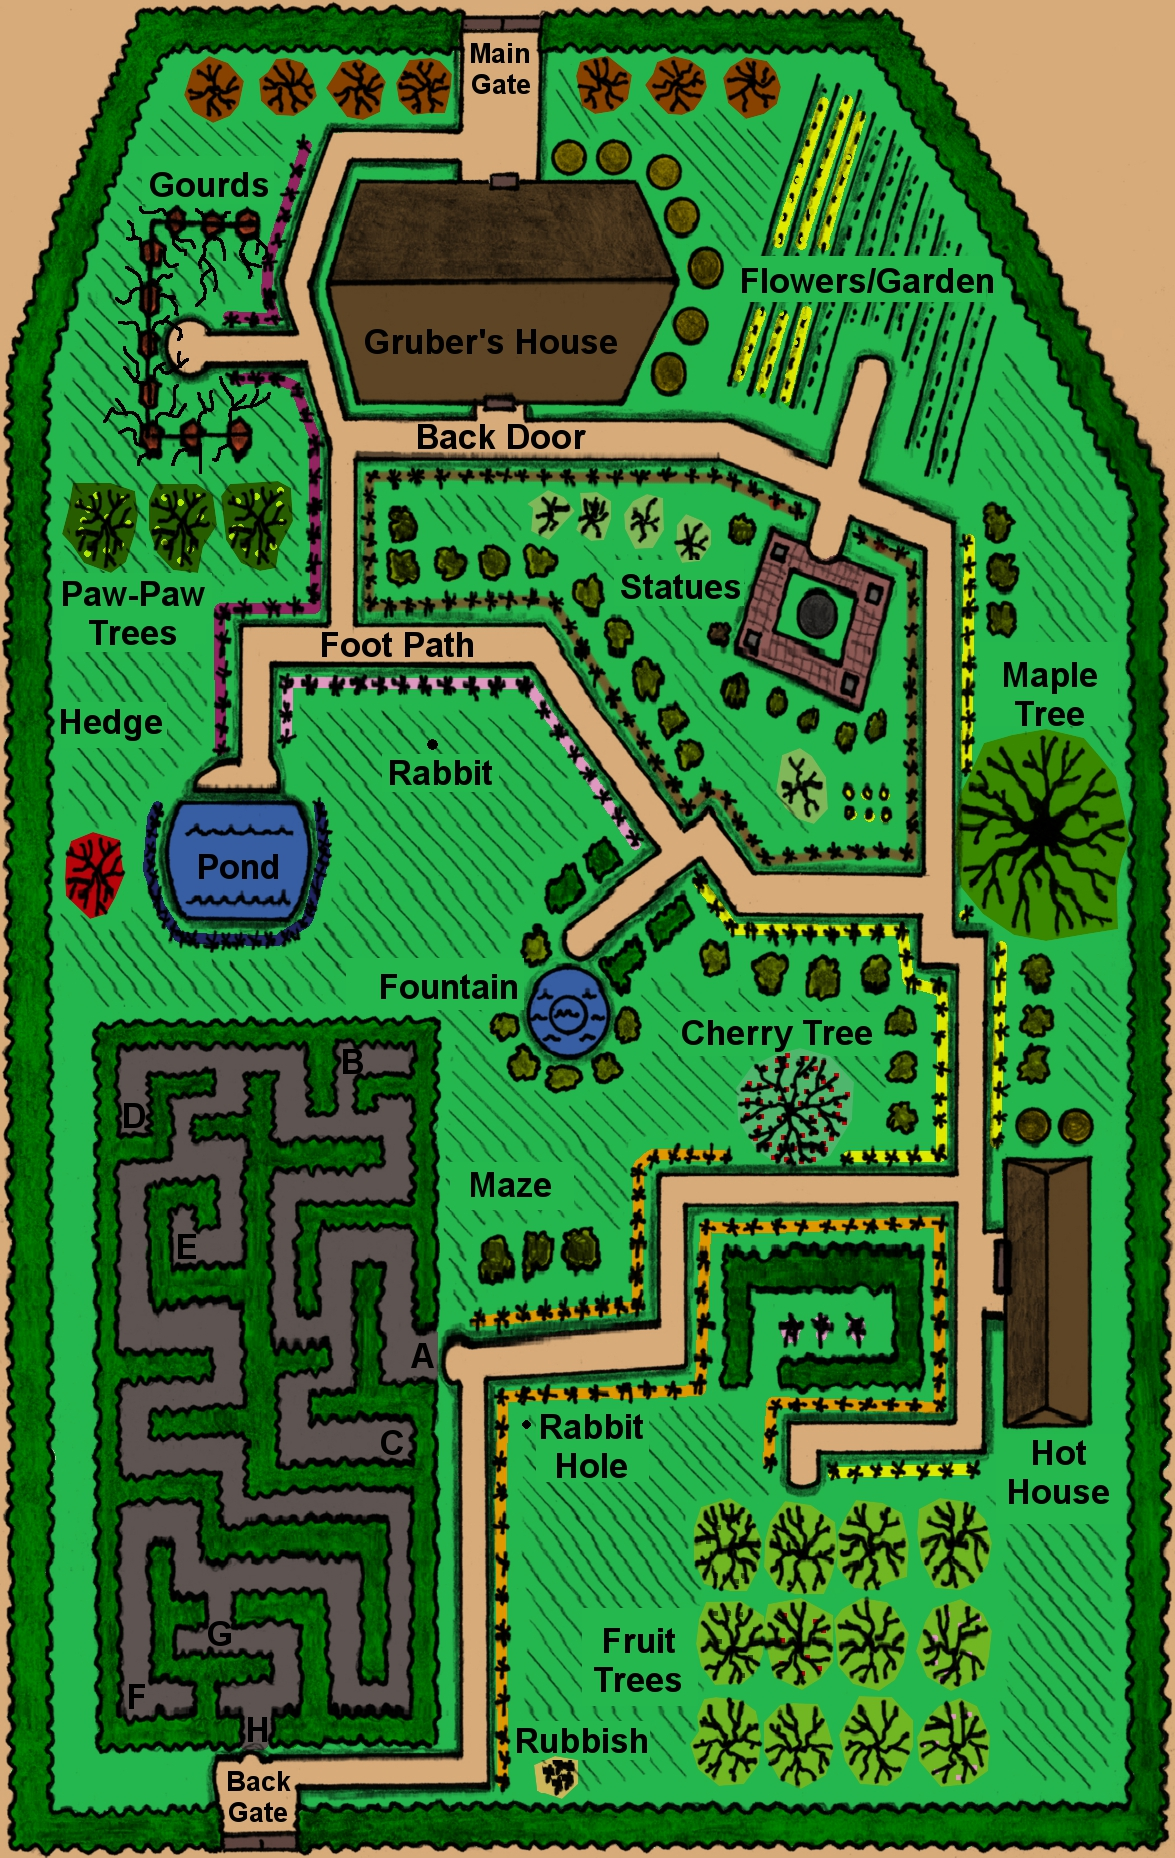 Main
Gate
Gourds
Flowers/Garden
Gruber's House
Back Door
Statues
Paw-Paw
Trees
Foot Path
Maple
Tree
Hedge
Rabbit
Pond
Fountain
Cherry Tree
B
D
Maze
E
A
C
Rabbit
Hole
Hot
House
G
Fruit
Trees
F
H
Rubbish
Back
Gate